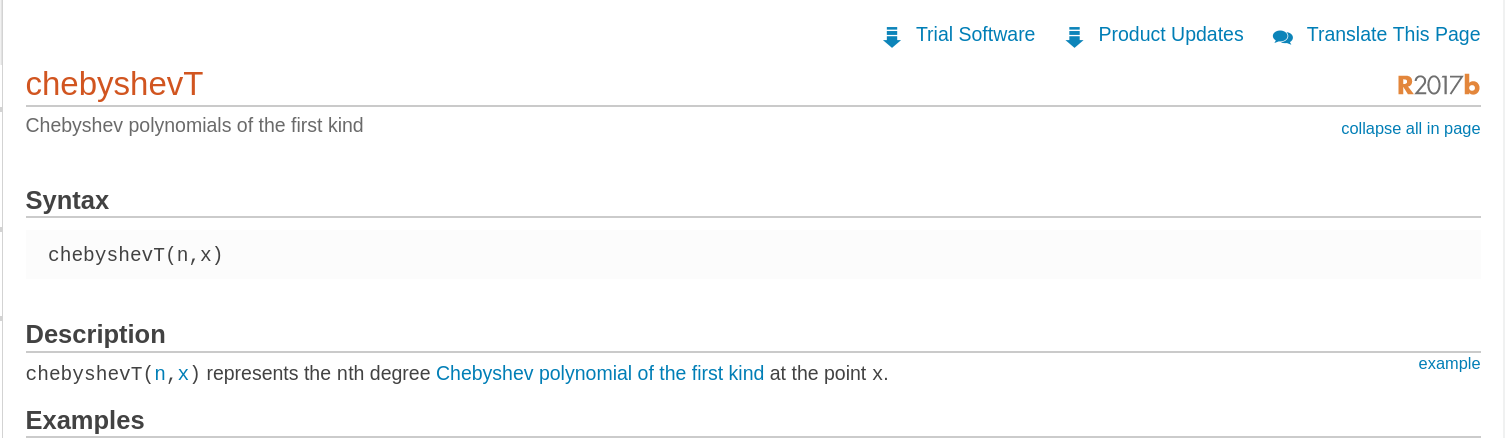 Trial Software Product Updates Translate This Page
chebyshevT R2017b
Chebyshev polynomials of the first kind collapse all in page
Syntax
chebyshevT(n,x)
Description
example
chebyshevT(n,x) represents the nth degree Chebyshev polynomial of the first kind at the point x.
Examples